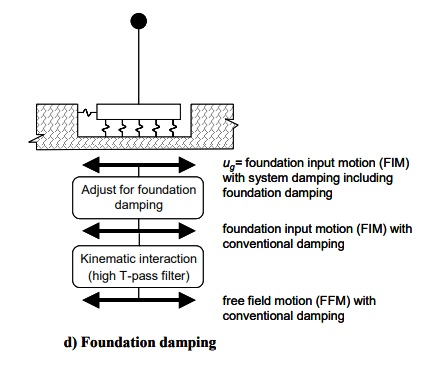 u_g= foundation input motion (FIM)
with system damping including
foundation damping
Adjust for foundation
damping
foundation input motion (FIM) with
conventional damping
Kinematic interaction
(high T-pass filter)
free field motion (FFM) with
conventional damping
d) Foundation damping